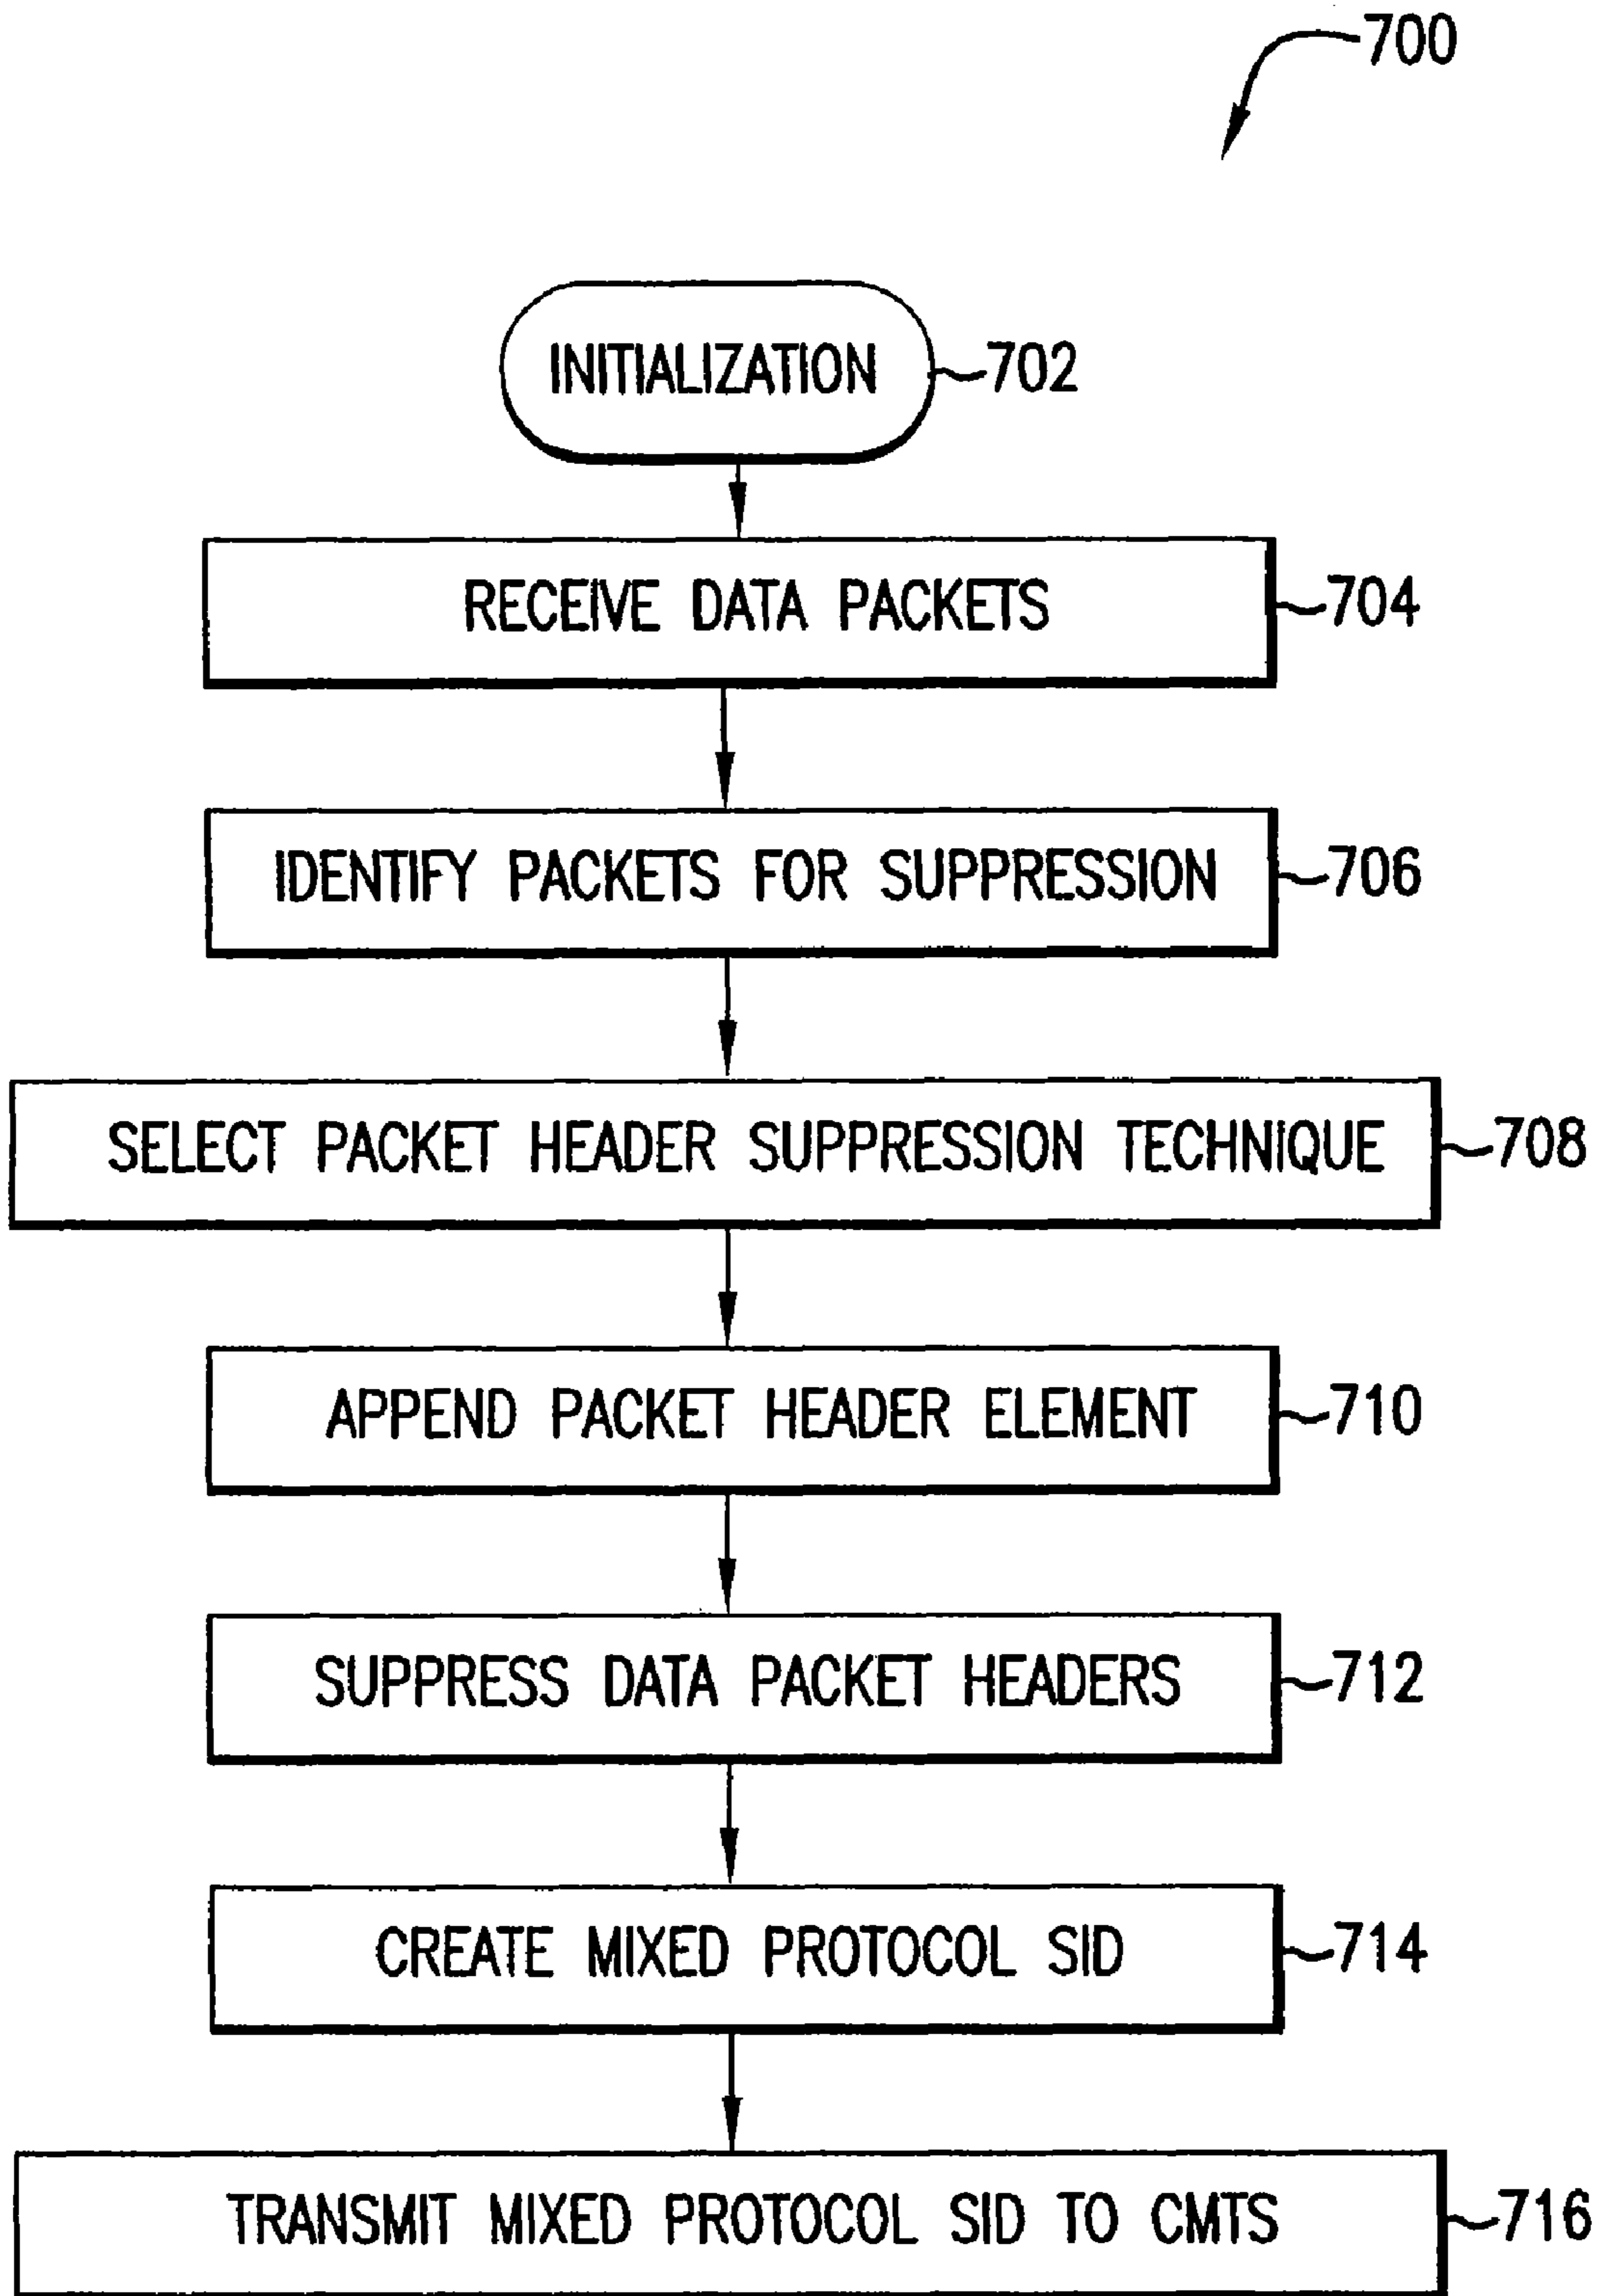 700
INITIALIZATION 702
RECEIVE DATA PACKETS 704
IDENTIFY PACKETS FOR SUPPRESSION 706
SELECT PACKET HEADER SUPPRESSION TECHNIQUE 708
APPEND PACKET HEADER ELEMENT 710
SUPPRESS DATA PACKET HEADERS 712
CREATE MIXED PROTOCOL SID 714
TRANSMIT MIXED PROTOCOL SID TO CMTS 716